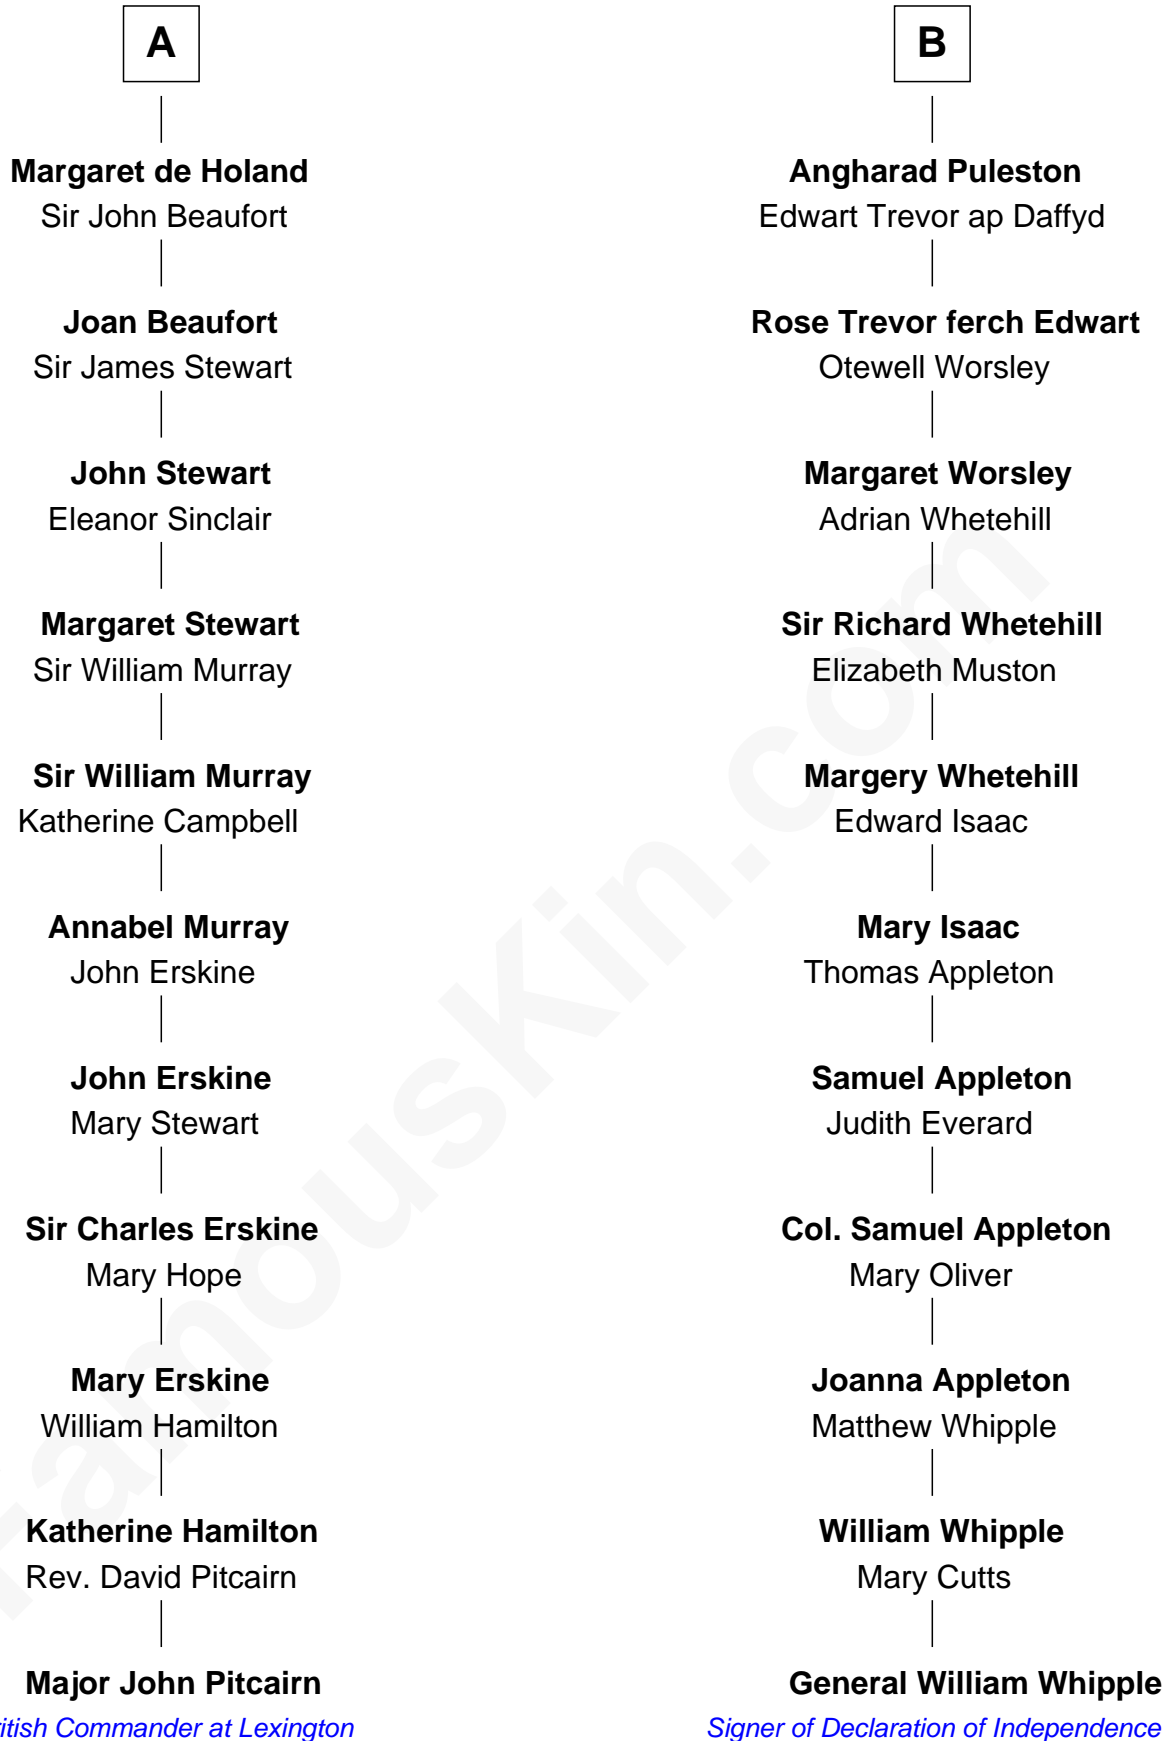 A
Margaret de Holand
Sir John Beaufort
Joan Beaufort
Sir James Stewart
John Stewart
Eleanor Sinclair
Margaret Stewart
Sir William Murray
Sir William Murray
Katherine Campbell
Annabel Murray
John Erskine
John Erskine
Mary Stewart
Sir Charles Erskine
Mary Hope
Mary Erskine
William Hamilton
Katherine Hamilton
Rev. David Pitcairn
Major John Pitcairn
itish Commander at Lexington
B
Angharad Puleston
Edwart Trevor ap Daffyd
Rose Trevor ferch Edwart
Otewell Worsley
Margaret Worsley
Adrian Whetehill
Sir Richard Whetehill
Elizabeth Muston
Margery Whetehill
Edward Isaac
Mary Isaac
Thomas Appleton
Samuel Appleton
Judith Everard
Col. Samuel Appleton
Mary Oliver
Joanna Appleton
Matthew Whipple
William Whipple
Mary Cutts
General William Whipple
Signer of Declaration of Independence
FamousKin.com